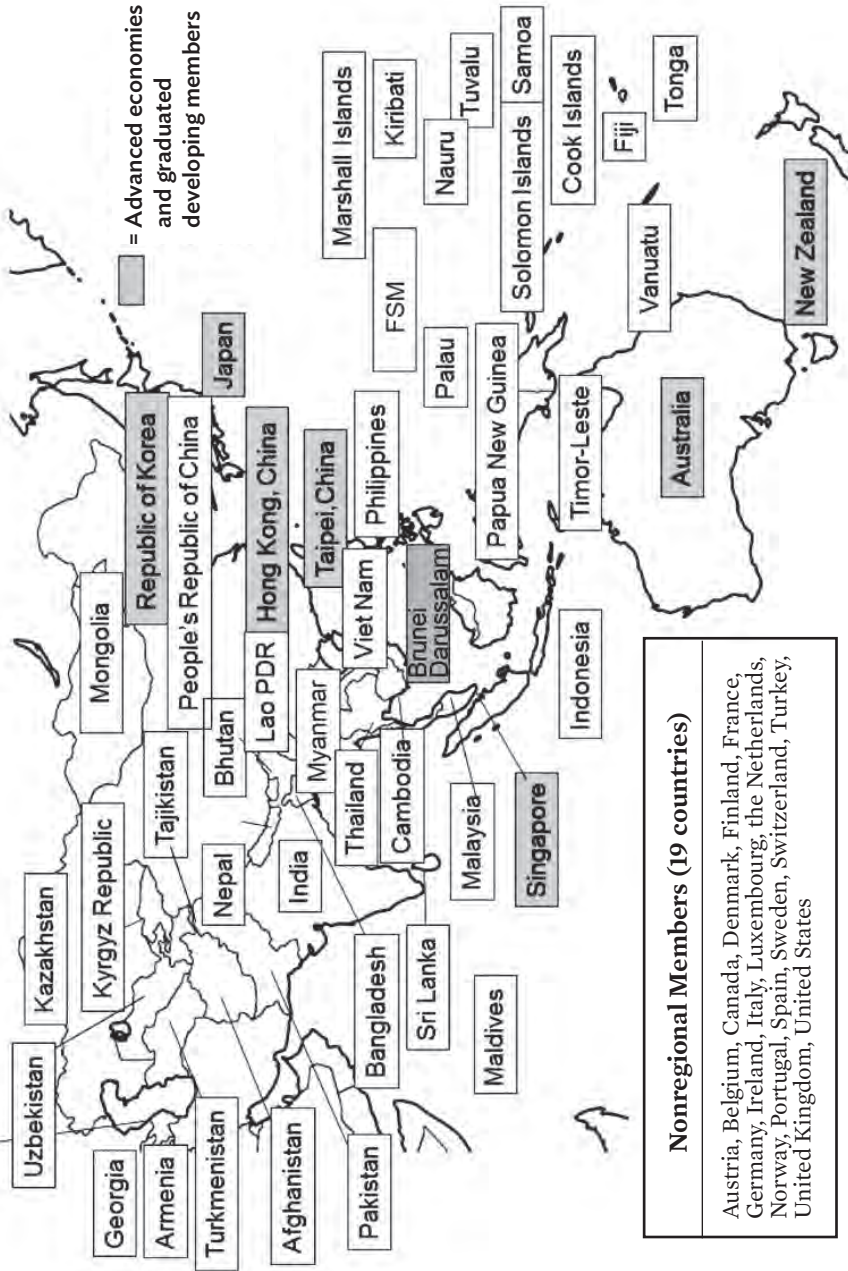 = Advanced economies
and graduated
developing members
Uzbekistan
Kazakhstan
Georgia
Armenia
Kyrgyz Republic
Mongolia
Republic of Korea
Turkmenistan
Tajikistan
People's Republic of China
Japan
Afghanistan
Nepal
Bhutan
Pakistan
India
Lao PDR
Hong Kong, China
Bangladesh
Myanmar
Taipei,China
Marshall Islands
Thailand
Viet Nam
Philippines
FSM
Kiribati
Sri Lanka
Cambodia
Brunei
Darussalam
Palau
Nauru
Tuvalu
Maldives
Malaysia
Singapore
Papua New Guinea
Solomon Islands
Samoa
Indonesia
Timor-Leste
Cook Islands
Fiji
Vanuatu
Tonga
Australia
New Zealand
Nonregional Members (19 countries)
Austria, Belgium, Canada, Denmark, Finland, France,
Germany, Ireland, Italy, Luxembourg, the Netherlands,
Norway, Portugal, Spain, Sweden, Switzerland, Turkey,
United Kingdom, United States